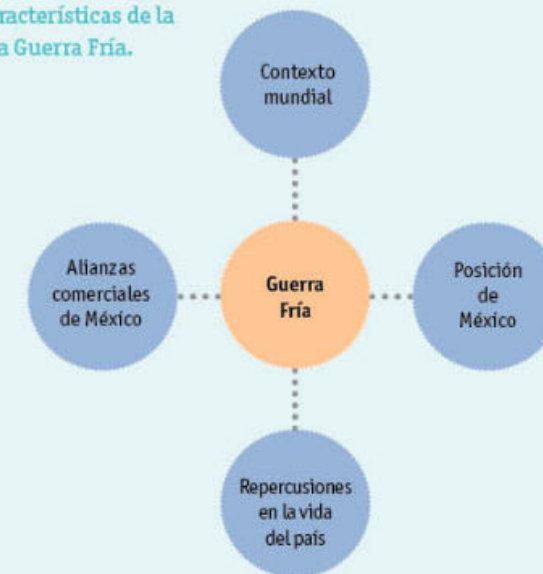 racterísticas de la
a Guerra Fría.
Contexto
mundial
Alianzas
comerciales
de México
Guerra
Fría
Posición
de
México
Repercusiones
en la vida
del país